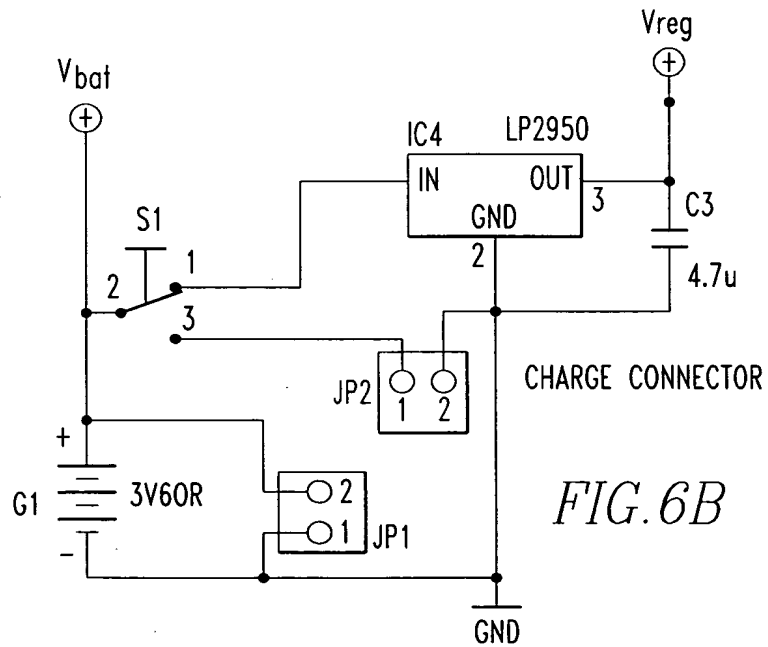 Vreg
Vbat
IC4 LP2950
IN OUT
GND
3
2
C3
4.7u
S1
1
2
3
JP2
1 2
CHARGE CONNECTOR
+
G1
3V60R
-
2
1
JP1
FIG.6B
GND